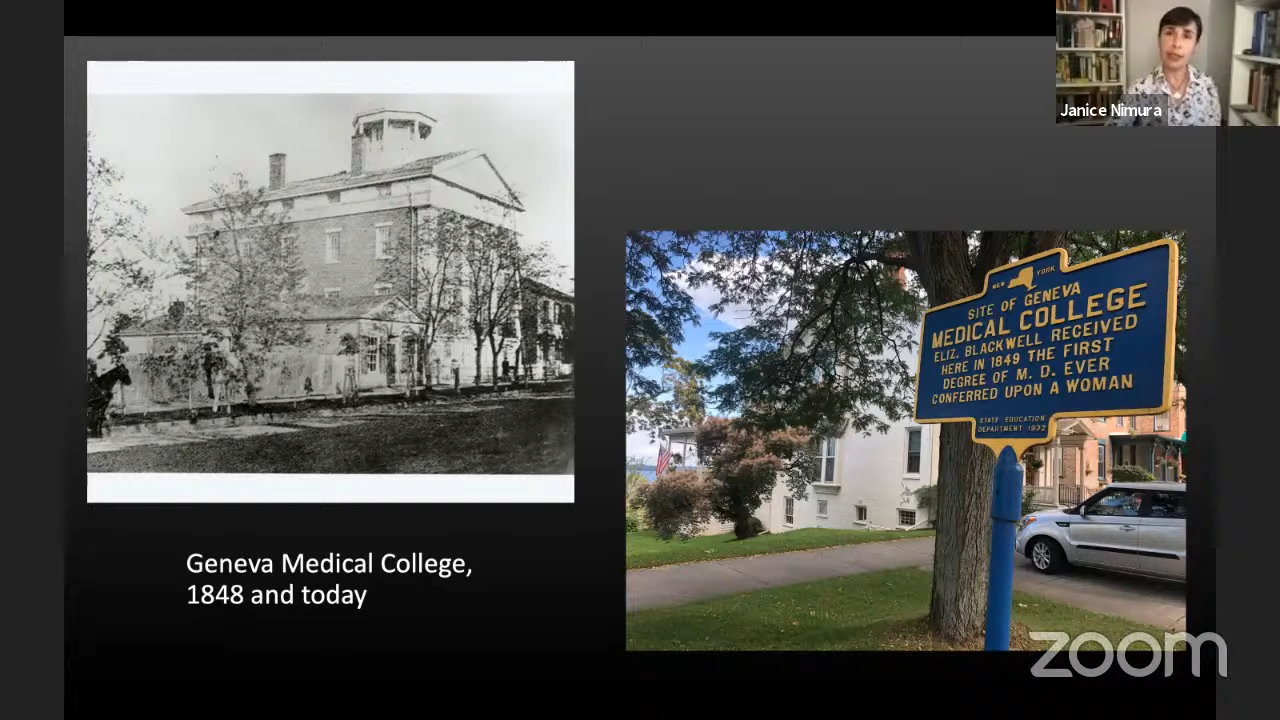 Janice Nimura
NEW YORK
SITE OF GENEVA
MEDICAL COLLEGE
ELIZ. BLACKWELL RECEIVED
HERE IN 1849 THE FIRST
DEGREE OF M. D. EVER
CONFERRED UPON A WOMAN
STATE EDUCATION
DEPARTMENT 1932
Geneva Medical College,
1848 and today
zoom